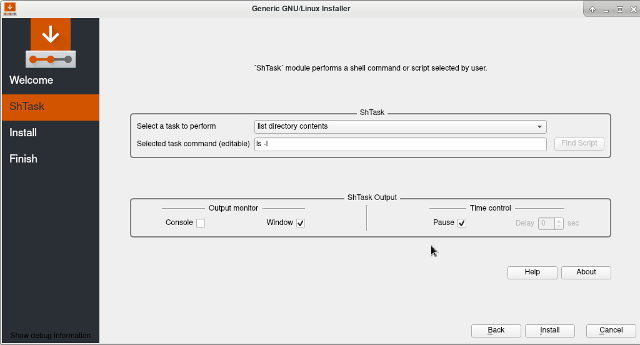 Generic GNU/Linux Installer
Welcome
ShTask
Install
Finish
Show debug information
`ShTask` module performs a shell command or script selected by user.
ShTask
Select a task to perform
list directory contents
Selected task command (editable)
ls -l
Find Script
ShTask Output
Output monitor
Time control
Console
Window
Pause
Delay
0
sec
Help
About
Back
Install
Cancel